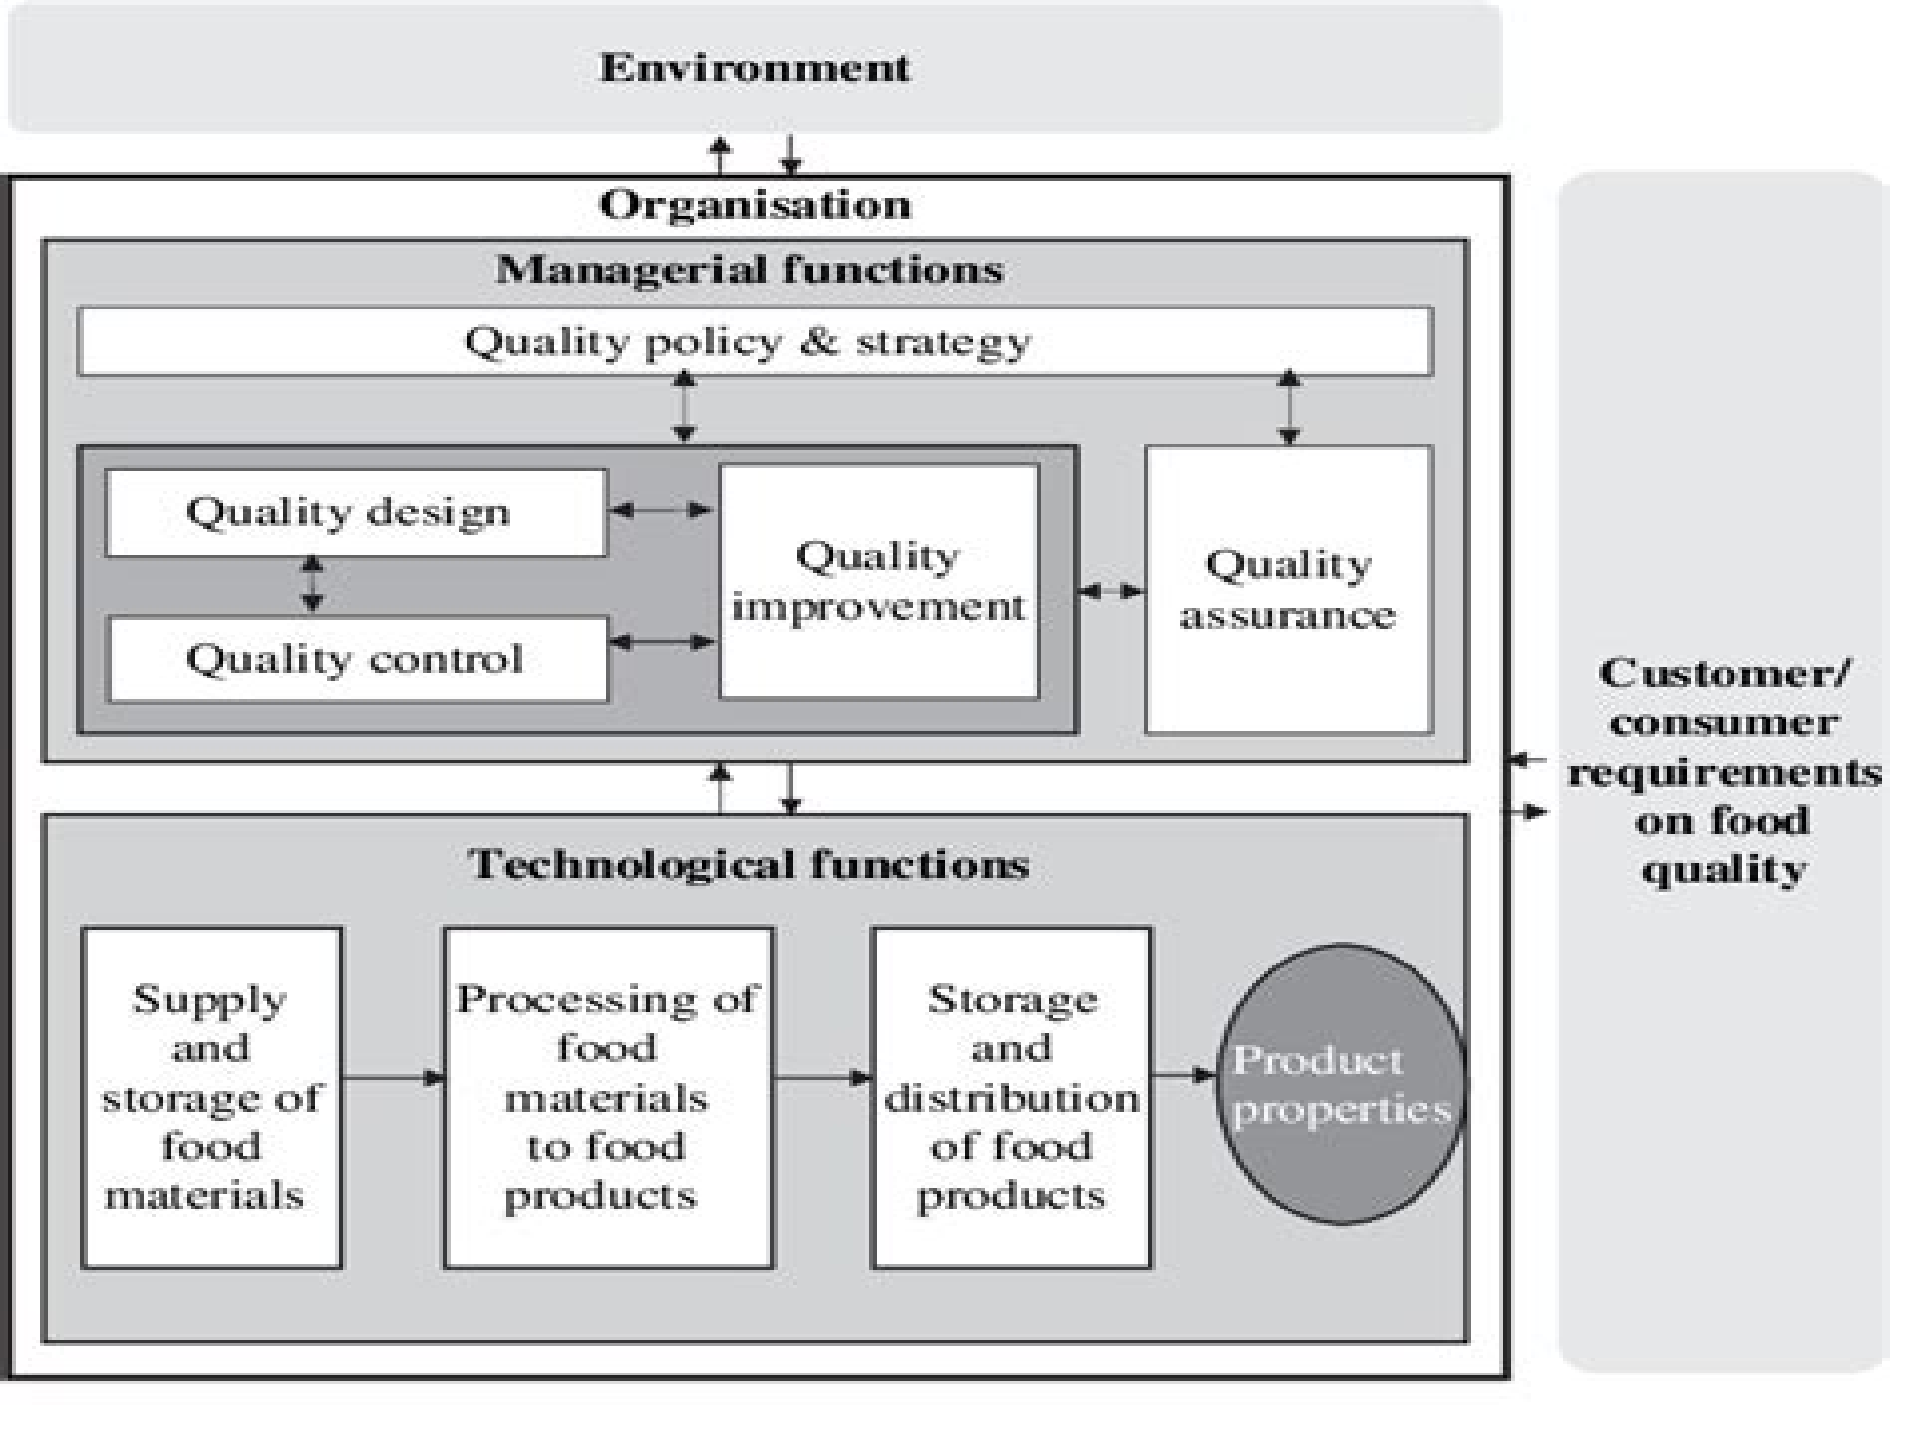 Environment
Organisation
Managerial functions
Quality policy & strategy
Quality design
Quality control
Quality
improvement
Quality
assurance
Technological functions
Supply
and
storage of
food
materials
Processing of
food
materials
to food
products
Storage
and
distribution
of food
products
Product
properties
Customer/
consumer
requirements
on food
quality